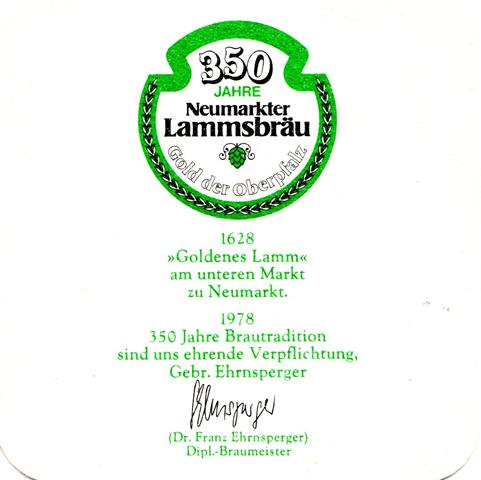 350
JAHRE
Neumarkter
Lammsbräu
Gold der Oberpfalz
1628
»Goldenes Lamm«
am unteren Markt
zu Neumarkt.
1978
350 Jahre Brautradition
sind uns ehrende Verpflichtung,
Gebr. Ehrnsperger
Ehrnsperger
(Dr. Franz Ehrnsperger)
Dipl.-Braumeister